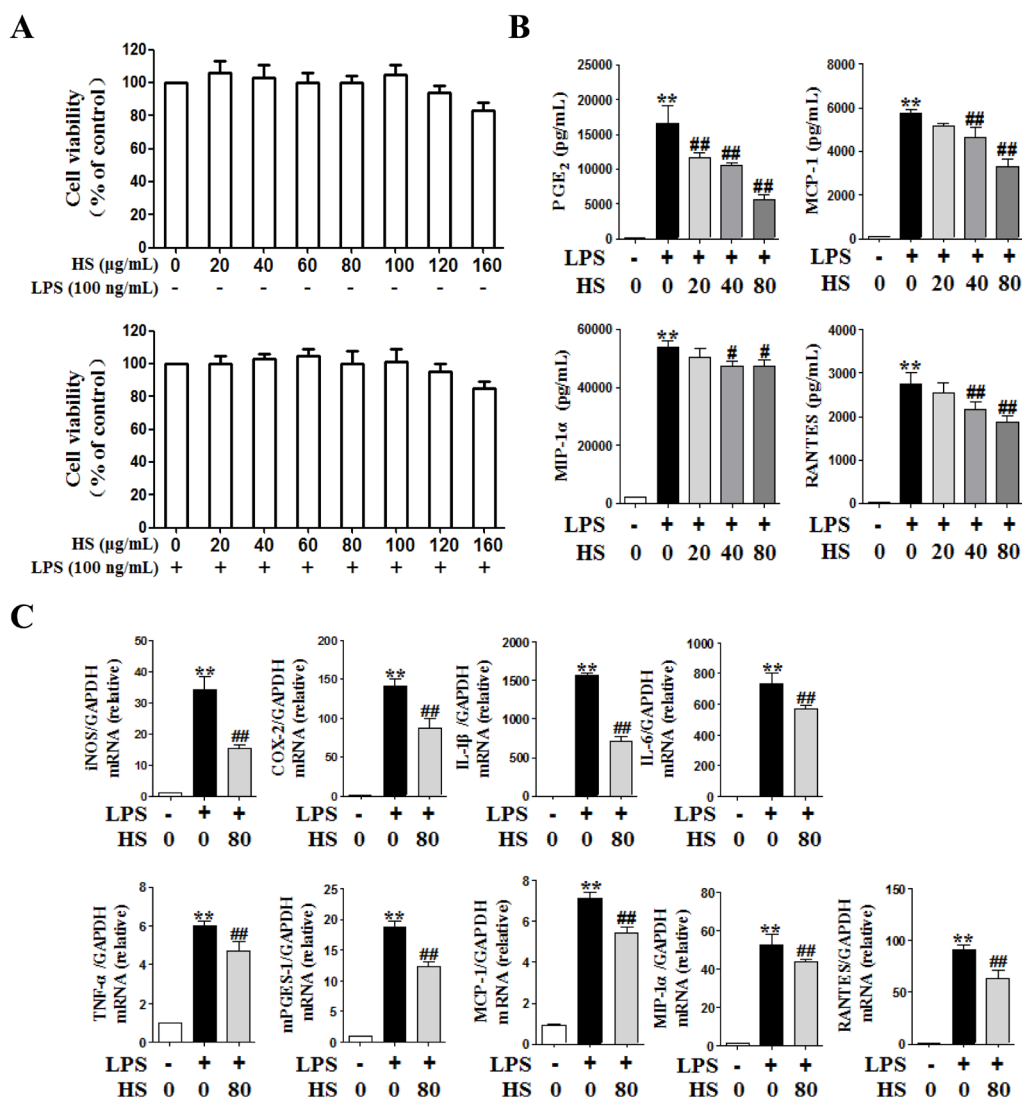 A
Cell viability
( % of control )
120
100
80
60
40
20
0
HS (μg/mL) 0 20 40 60 80 100 120 160
LPS (100 ng/mL) - - - - - - - -
Cell viability
( % of control )
120
100
80
60
40
20
0
HS (μg/mL) 0 20 40 60 80 100 120 160
LPS (100 ng/mL) + + + + + + + +
B
PGE2 (pg/mL)
25000
20000
15000
10000
5000
0
** ## ## ##
LPS - + + + +
HS 0 0 20 40 80
MCP-1 (pg/mL)
8000
6000
4000
2000
0
** ## ##
LPS - + + + +
HS 0 0 20 40 80
MIP-1α (pg/mL)
60000
40000
20000
0
** # #
LPS - + + + +
HS 0 0 20 40 80
RANTES (pg/mL)
4000
3000
2000
1000
0
** ## ##
LPS - + + + +
HS 0 0 20 40 80
C
iNOS/GAPDH
mRNA (relative)
50
40
30
20
10
0
** ##
LPS - + +
HS 0 0 80
COX-2/GAPDH
mRNA (relative)
200
150
100
50
0
** ##
LPS - + +
HS 0 0 80
IL-1β /GAPDH
mRNA (relative)
2000
1500
1000
500
0
** ##
LPS - + +
HS 0 0 80
IL-6/GAPDH
mRNA (relative)
1000
800
600
400
200
0
** ##
LPS - + +
HS 0 0 80
TNF-α /GAPDH
mRNA (relative)
8
6
4
2
0
** ##
LPS - + +
HS 0 0 80
mPGES-1/GAPDH
mRNA (relative)
25
20
15
10
5
0
** ##
LPS - + +
HS 0 0 80
MCP-1/GAPDH
mRNA (relative)
8
6
4
2
0
** ##
LPS - + +
HS 0 0 80
MIP-1α /GAPDH
mRNA (relative)
80
60
40
20
0
** ##
LPS - + +
HS 0 0 80
RANTES/GAPDH
mRNA (relative)
150
100
50
0
** ##
LPS - + +
HS 0 0 80